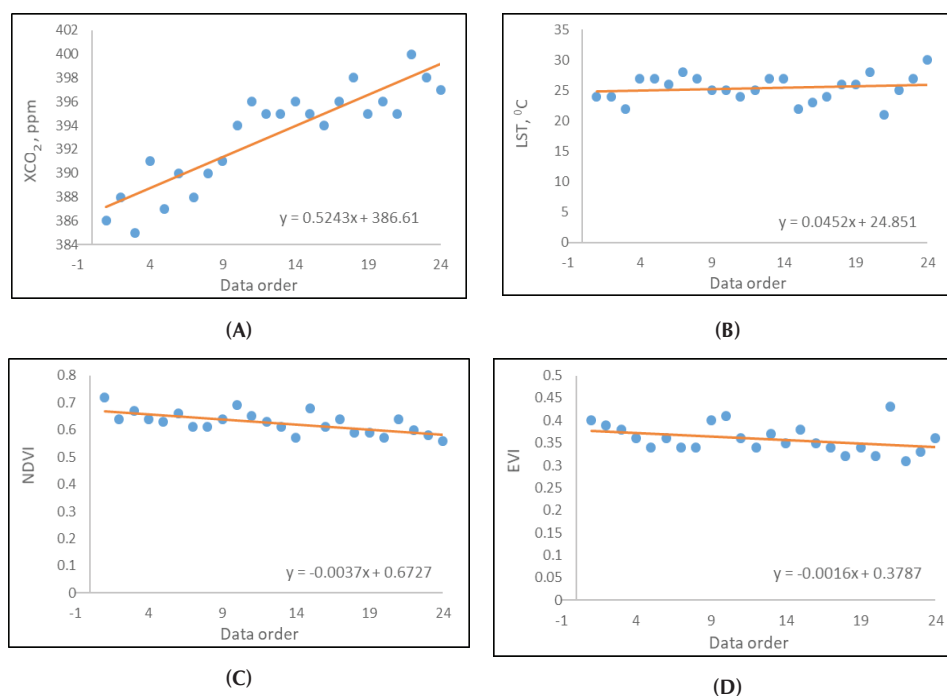 402
400
398
396
394
392
390
388
386
384
XCO2, ppm
y = 0.5243x + 386.61
-1 4 9 14 19 24
Data order
(A)
35
30
25
20
15
10
5
0
LST, ⁰C
y = 0.0452x + 24.851
-1 4 9 14 19 24
Data order
(B)
0.8
0.7
0.6
0.5
0.4
0.3
0.2
0.1
0
NDVI
y = -0.0037x + 0.6727
-1 4 9 14 19 24
Data order
(C)
0.5
0.45
0.4
0.35
0.3
0.25
0.2
0.15
0.1
0.05
0
EVI
y = -0.0016x + 0.3787
-1 4 9 14 19 24
Data order
(D)